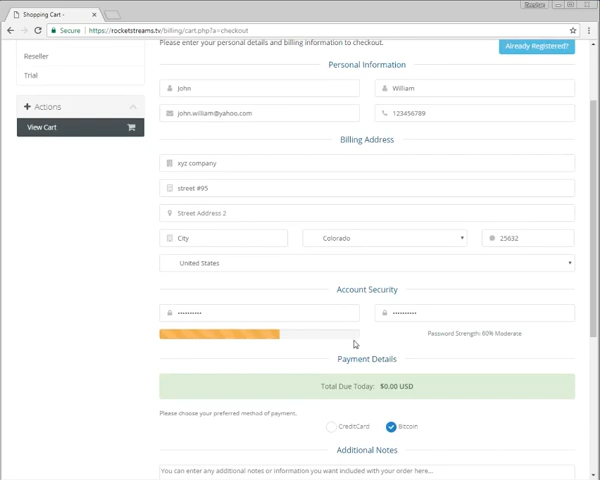 Shopping Cart -
Secure https://rocketstreams.tv/billing/cart.php?a=checkout
Please enter your personal details and billing information to checkout.
Already Registered?
Reseller
Trial
Actions
View Cart
Personal Information
John William
john.william@yahoo.com 123456789
Billing Address
xyz company
street #95
Street Address 2
City Colorado 25632
United States
Account Security
•••••••••• ••••••••••
Password Strength: 60% Moderate
Payment Details
Total Due Today: $0.00 USD
Please choose your preferred method of payment.
CreditCard Bitcoin
Additional Notes
You can enter any additional notes or information you want included with your order here...